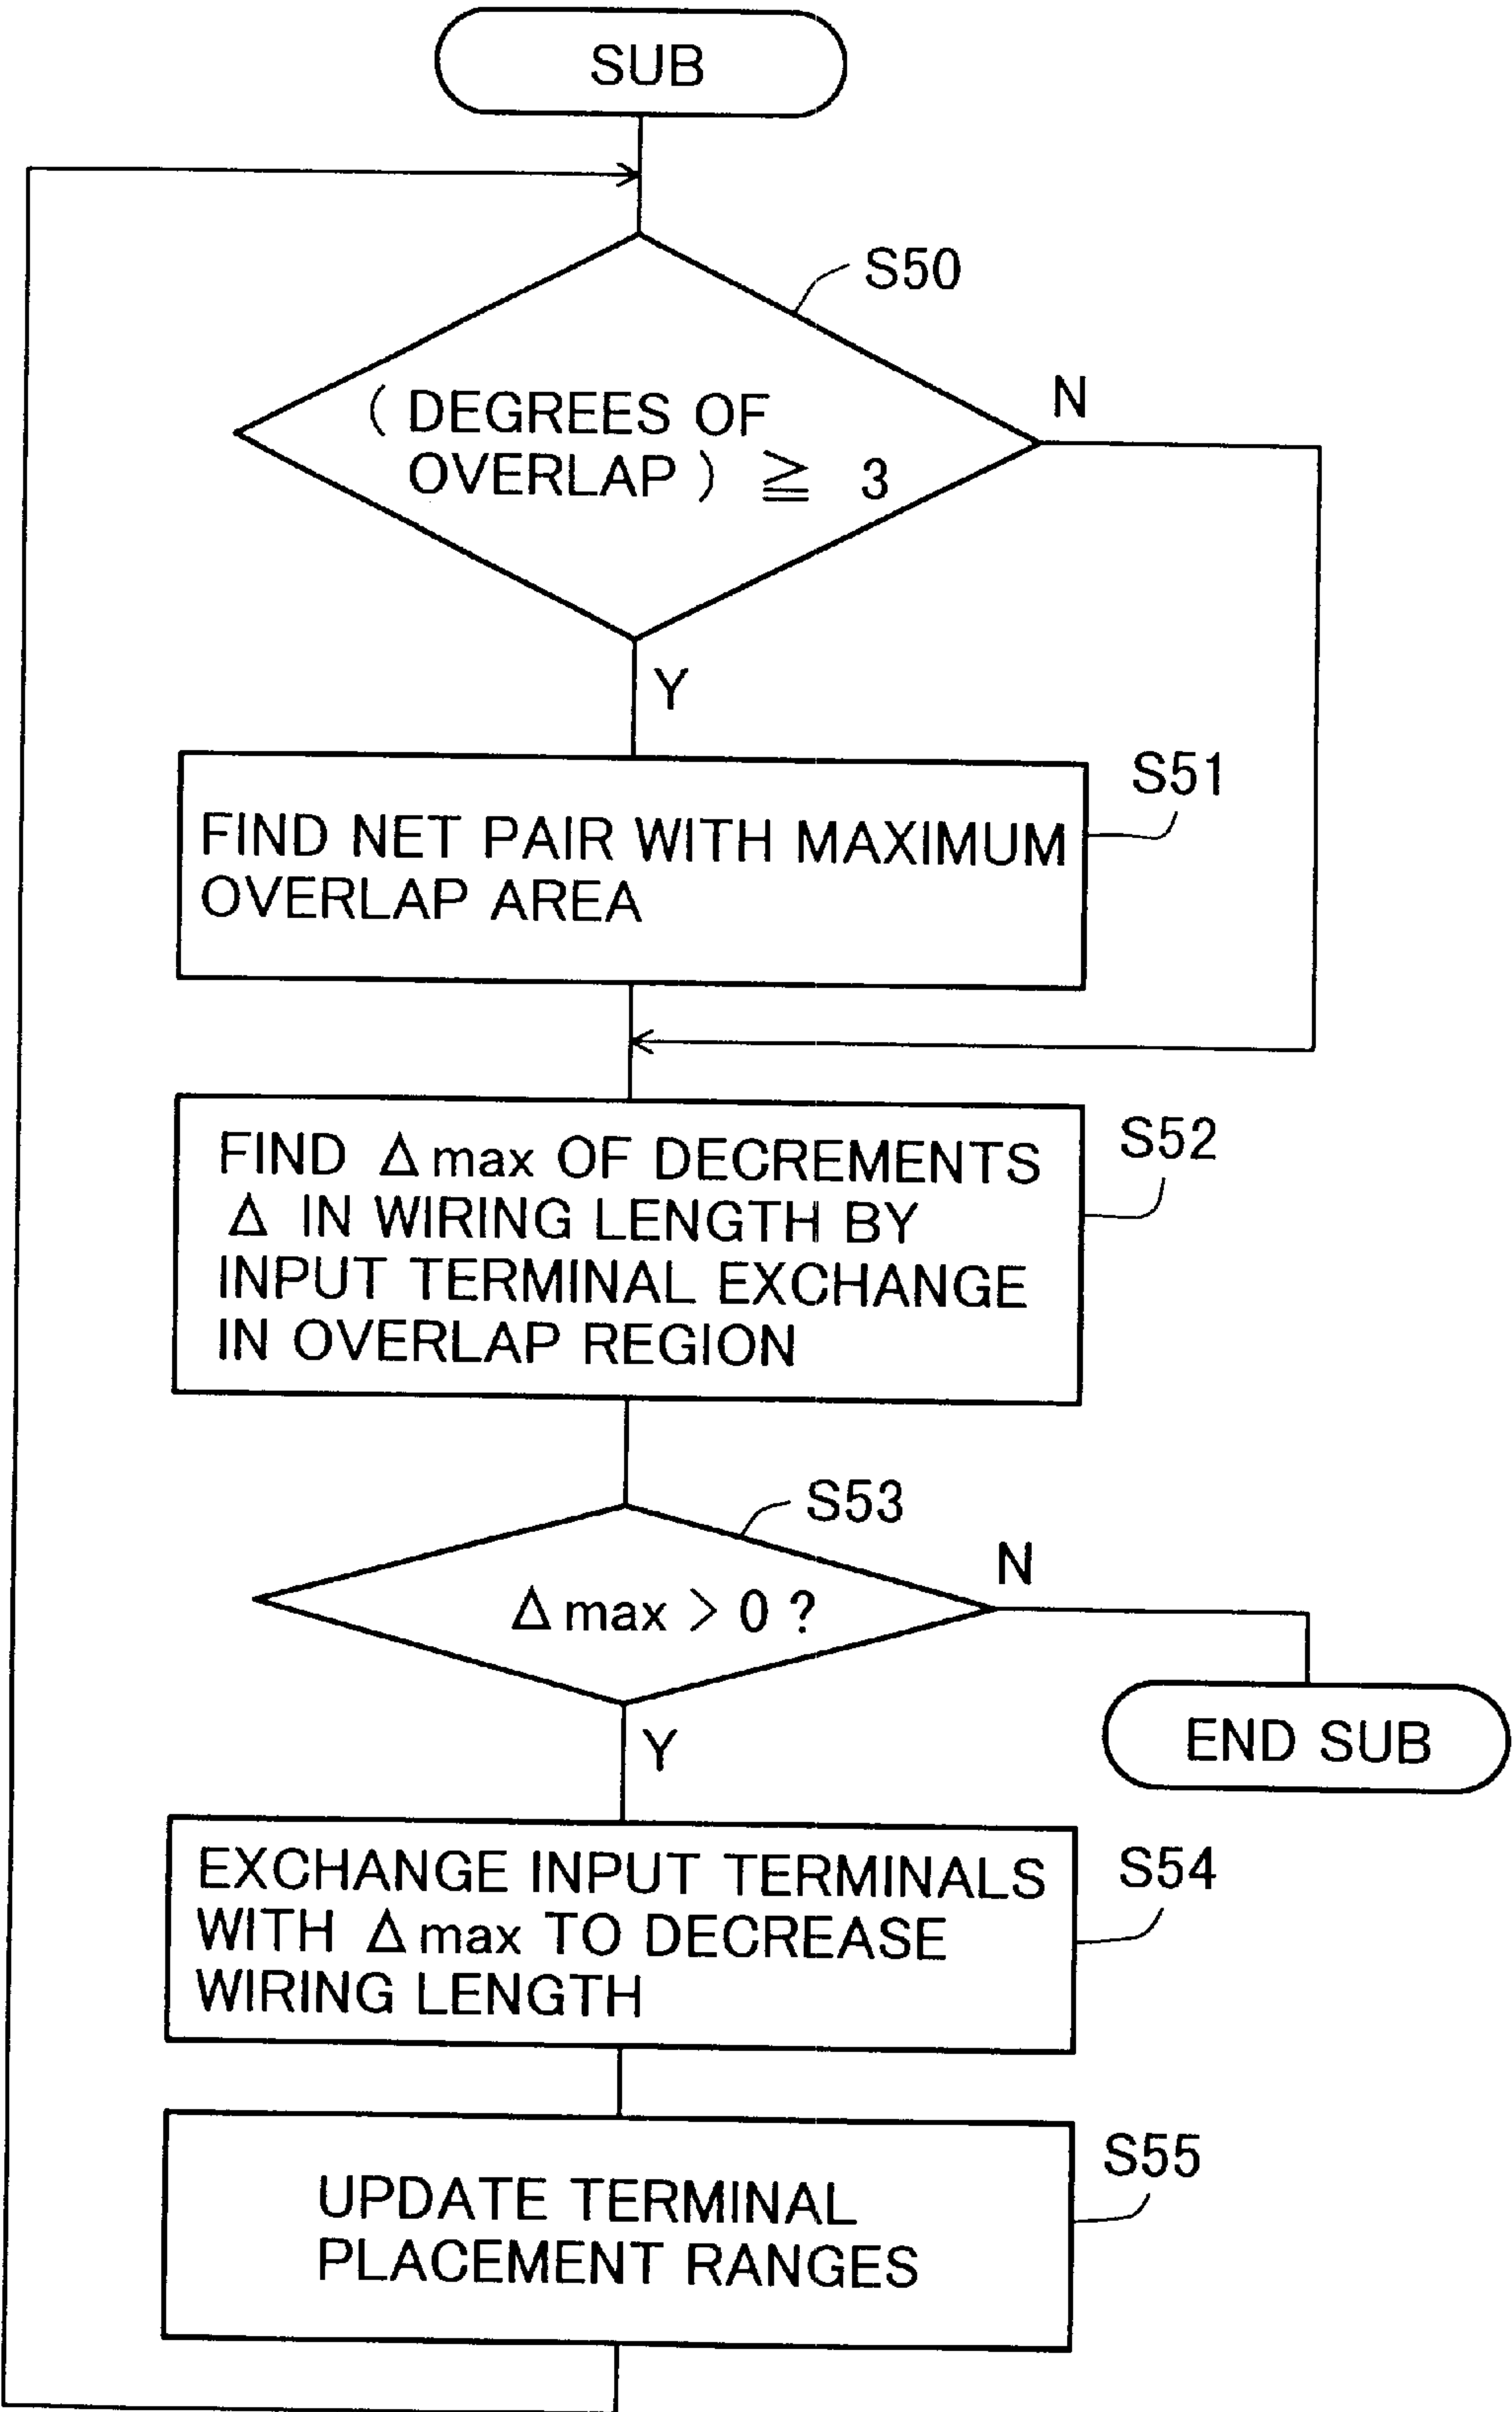 SUB
S50
( DEGREES OF
OVERLAP ) ≧ 3
N
Y
S51
FIND NET PAIR WITH MAXIMUM
OVERLAP AREA
S52
FIND Δmax OF DECREMENTS
Δ IN WIRING LENGTH BY
INPUT TERMINAL EXCHANGE
IN OVERLAP REGION
S53
Δmax > 0 ?
N
END SUB
Y
S54
EXCHANGE INPUT TERMINALS
WITH Δmax TO DECREASE
WIRING LENGTH
S55
UPDATE TERMINAL
PLACEMENT RANGES